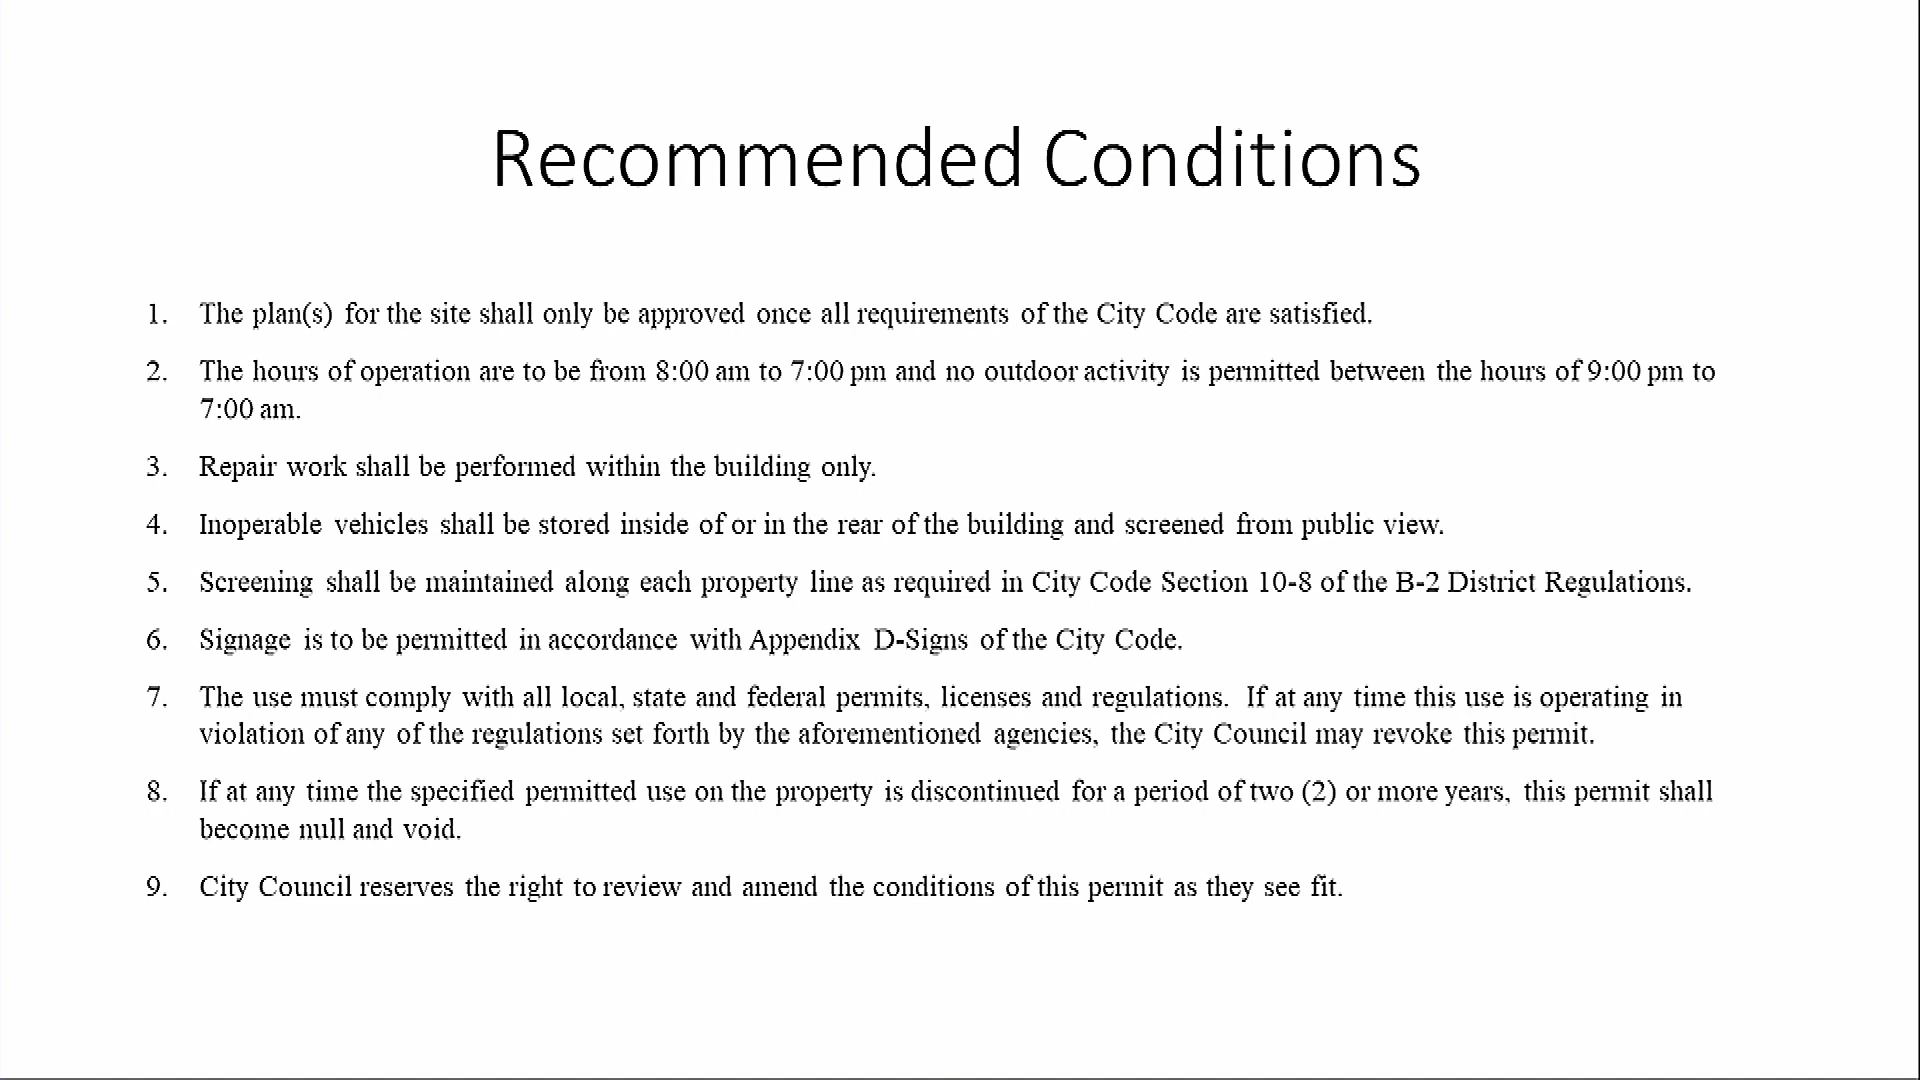 Recommended Conditions
1. The plan(s) for the site shall only be approved once all requirements of the City Code are satisfied.
2. The hours of operation are to be from 8:00 am to 7:00 pm and no outdoor activity is permitted between the hours of 9:00 pm to
7:00 am.
3. Repair work shall be performed within the building only.
4. Inoperable vehicles shall be stored inside of or in the rear of the building and screened from public view.
5. Screening shall be maintained along each property line as required in City Code Section 10-8 of the B-2 District Regulations.
6. Signage is to be permitted in accordance with Appendix D-Signs of the City Code.
7. The use must comply with all local, state and federal permits, licenses and regulations. If at any time this use is operating in
violation of any of the regulations set forth by the aforementioned agencies, the City Council may revoke this permit.
8. If at any time the specified permitted use on the property is discontinued for a period of two (2) or more years, this permit shall
become null and void.
9. City Council reserves the right to review and amend the conditions of this permit as they see fit.